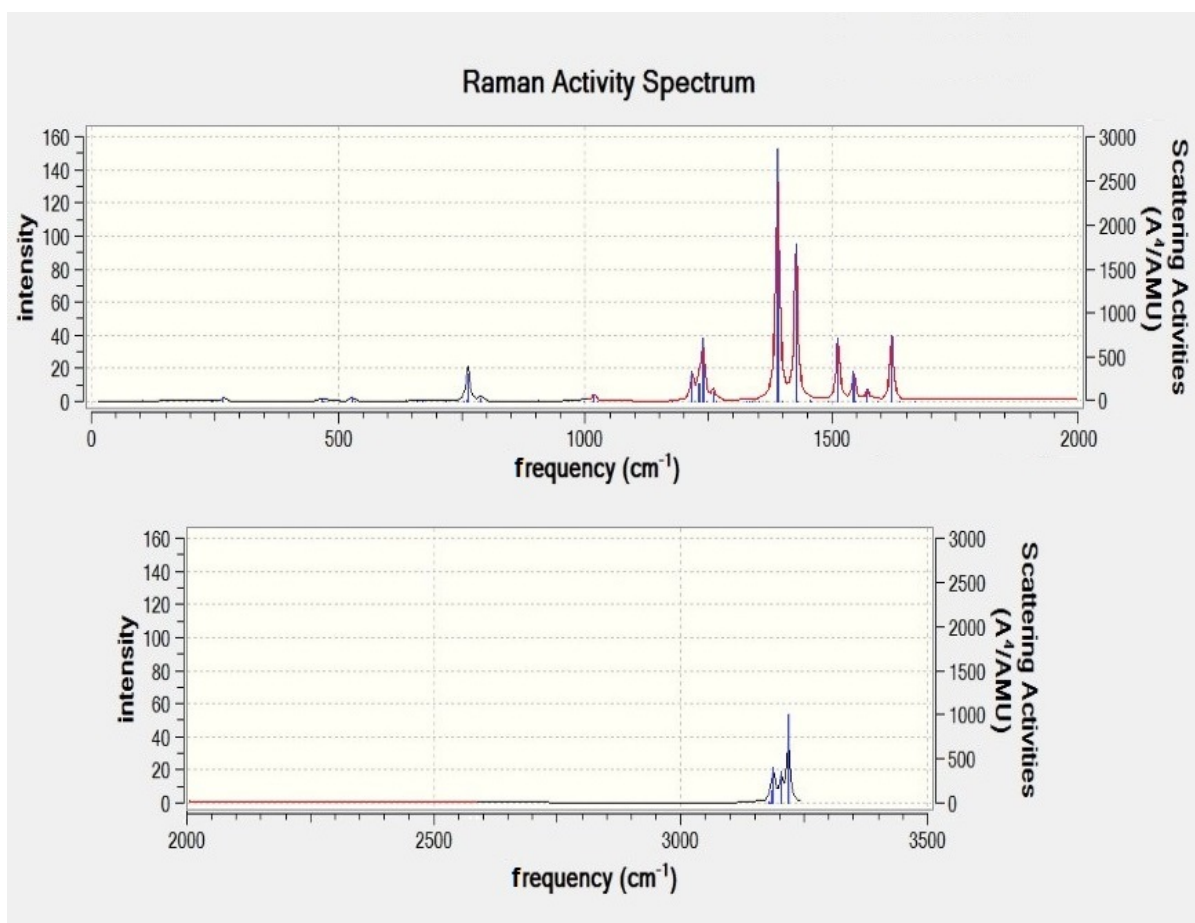 Raman Activity Spectrum
160
140
120
100
80
60
40
20
0
intensity
3000
2500
2000
1500
1000
500
0
Scattering Activities
(A⁴/AMU)
0 500 1000 1500 2000
frequency (cm⁻¹)
160
140
120
100
80
60
40
20
0
intensity
3000
2500
2000
1500
1000
500
0
Scattering Activities
(A⁴/AMU)
2000 2500 3000 3500
frequency (cm⁻¹)